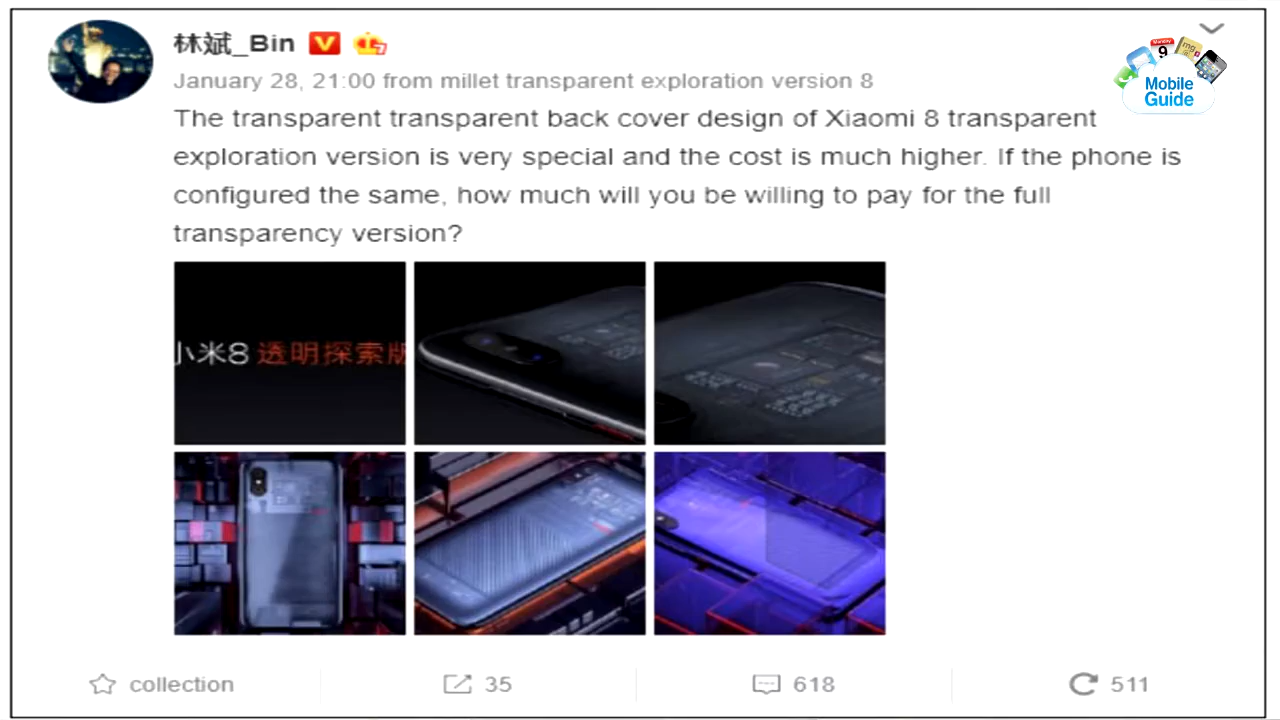 林斌_Bin V
January 28, 21:00 from millet transparent exploration version 8
The transparent transparent back cover design of Xiaomi 8 transparent
exploration version is very special and the cost is much higher. If the phone is
configured the same, how much will you be willing to pay for the full
transparency version?
Monday
9
Mobile
Guide
小米8 透明探索版
collection
35
618
511